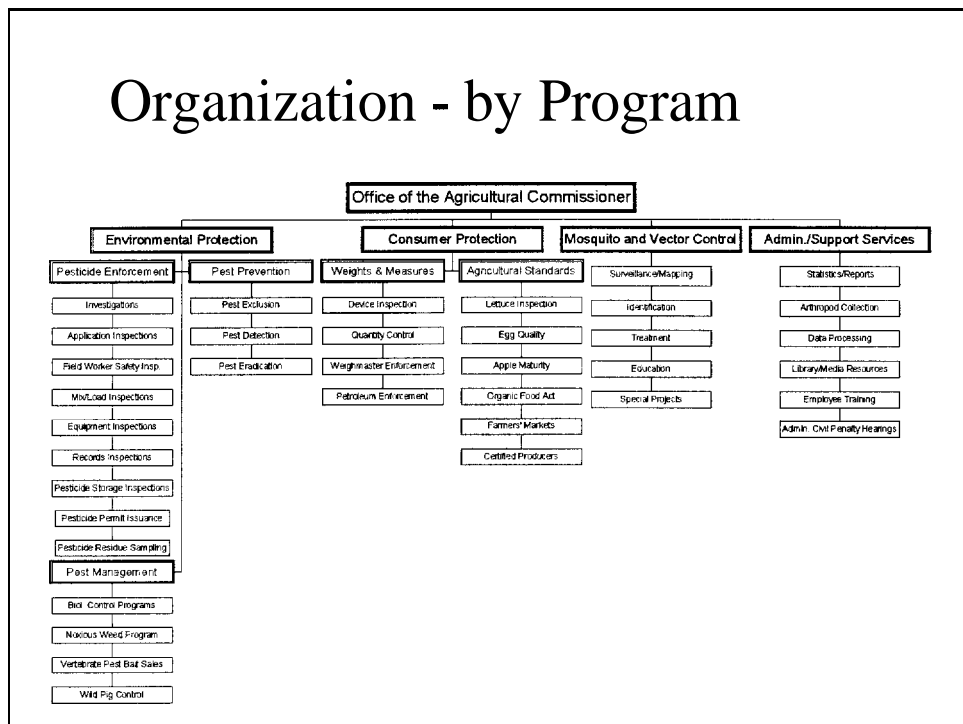 Organization - by Program
Office of the Agricultural Commissioner
Environmental Protection
Consumer Protection
Mosquito and Vector Control
Admin./Support Services
Pesticide Enforcement
Investigations
Application Inspections
Field Worker Safety Insp.
Mix/Load Inspections
Equipment Inspections
Records Inspections
Pesticide Storage Inspections
Pesticide Permit Issuance
Pesticide Residue Sampling
Pest Management
Biol. Control Programs
Noxious Weed Program
Vertebrate Pest Bait Sales
Wild Pig Control
Pest Prevention
Pest Exclusion
Pest Detection
Pest Eradication
Weights & Measures
Device Inspection
Quantity Control
Weighmaster Enforcement
Petroleum Enforcement
Agricultural Standards
Lettuce Inspection
Egg Quality
Apple Maturity
Organic Food Act
Farmers' Markets
Certified Producers
Surveillance/Mapping
Identification
Treatment
Education
Special Projects
Statistics/Reports
Arthropod Collection
Data Processing
Library/Media Resources
Employee Training
Admin. Civil Penalty Hearings